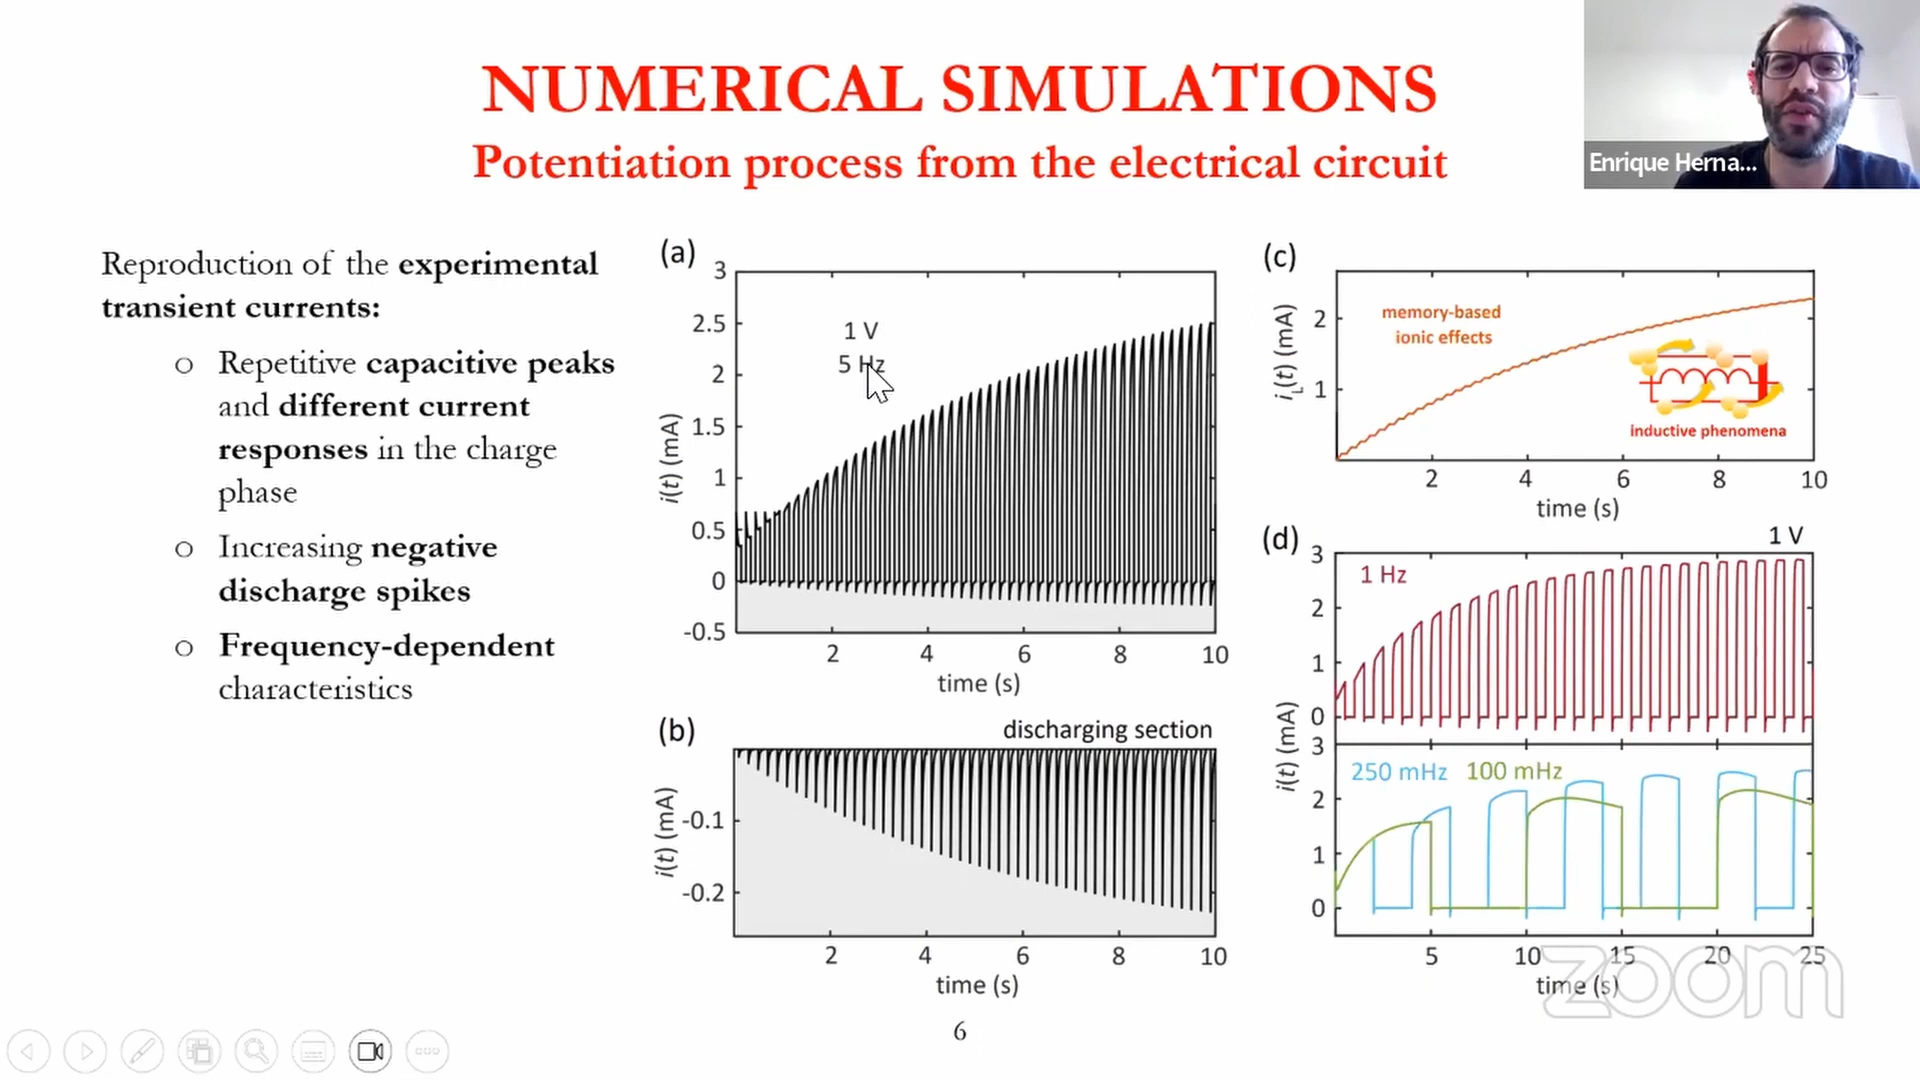 NUMERICAL SIMULATIONS
Potentiation process from the electrical circuit
Enrique Herna...
Reproduction of the experimental
transient currents:
o Repetitive capacitive peaks
and different current
responses in the charge
phase
o Increasing negative
discharge spikes
o Frequency-dependent
characteristics
(a)
3
2.5
2
1.5
1
0.5
0
-0.5
i(t) (mA)
1 V
5 Hz
2 4 6 8 10
time (s)
(b)
discharging section
-0.1
-0.2
i(t) (mA)
2 4 6 8 10
time (s)
(c)
2
1
iL(t) (mA)
memory-based
ionic effects
inductive phenomena
2 4 6 8 10
time (s)
(d)
1 V
3
2
1
0
1 Hz
i(t) (mA)
3
2
1
0
250 mHz 100 mHz
5 10 15 20 25
time (s)
zoom
6